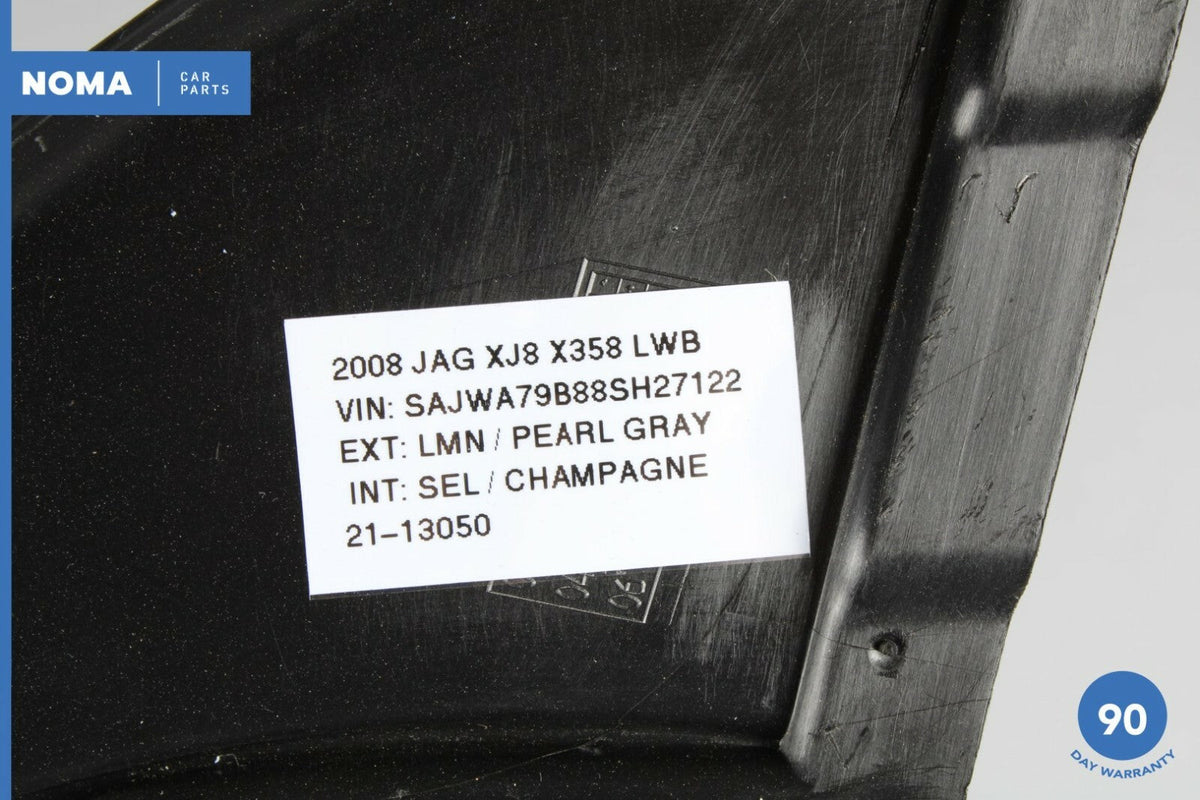 NOMA
CAR
PARTS
2008 JAG XJ8 X358 LWB
VIN: SAJWA79B88SH27122
EXT: LMN / PEARL GRAY
INT: SEL / CHAMPAGNE
21-13050
90
DAY WARRANTY